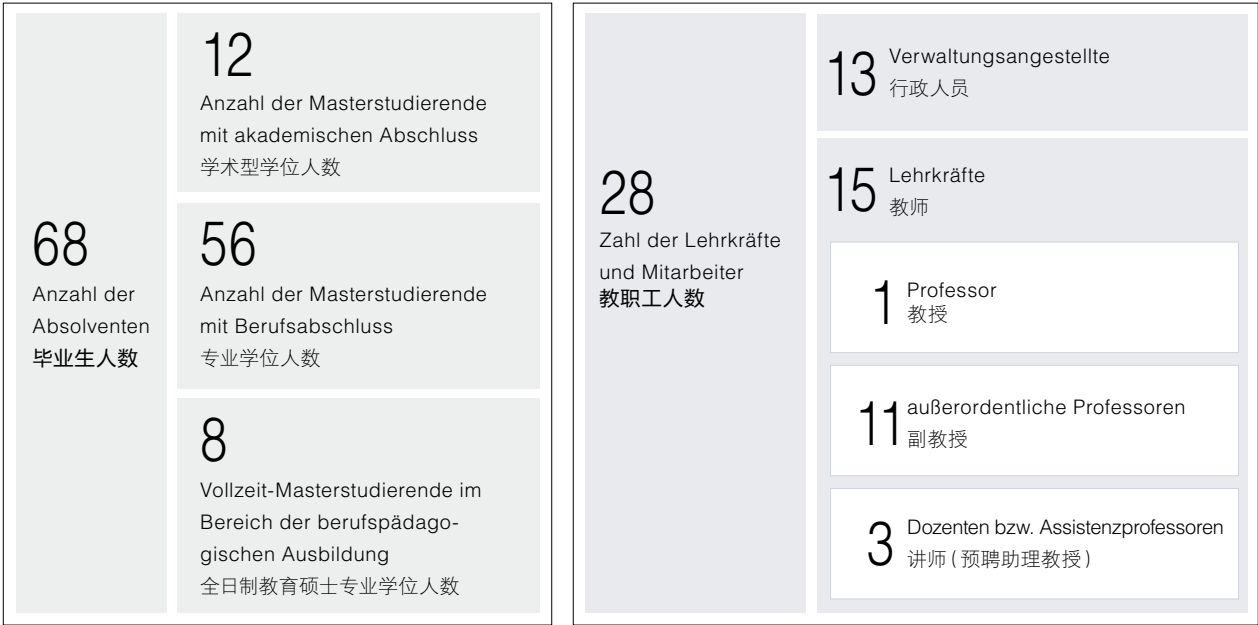 68
Anzahl der
Absolventen
毕业生人数
12
Anzahl der Masterstudierende
mit akademischen Abschluss
学术型学位人数
56
Anzahl der Masterstudierende
mit Berufsabschluss
专业学位人数
8
Vollzeit-Masterstudierende im
Bereich der berufspädago-
gischen Ausbildung
全日制教育硕士专业学位人数
28
Zahl der Lehrkräfte
und Mitarbeiter
教职工人数
13 Verwaltungsangestellte
行政人员
15 Lehrkräfte
教师
1 Professor
教授
11 außerordentliche Professoren
副教授
3 Dozenten bzw. Assistenzprofessoren
讲师(预聘助理教授)